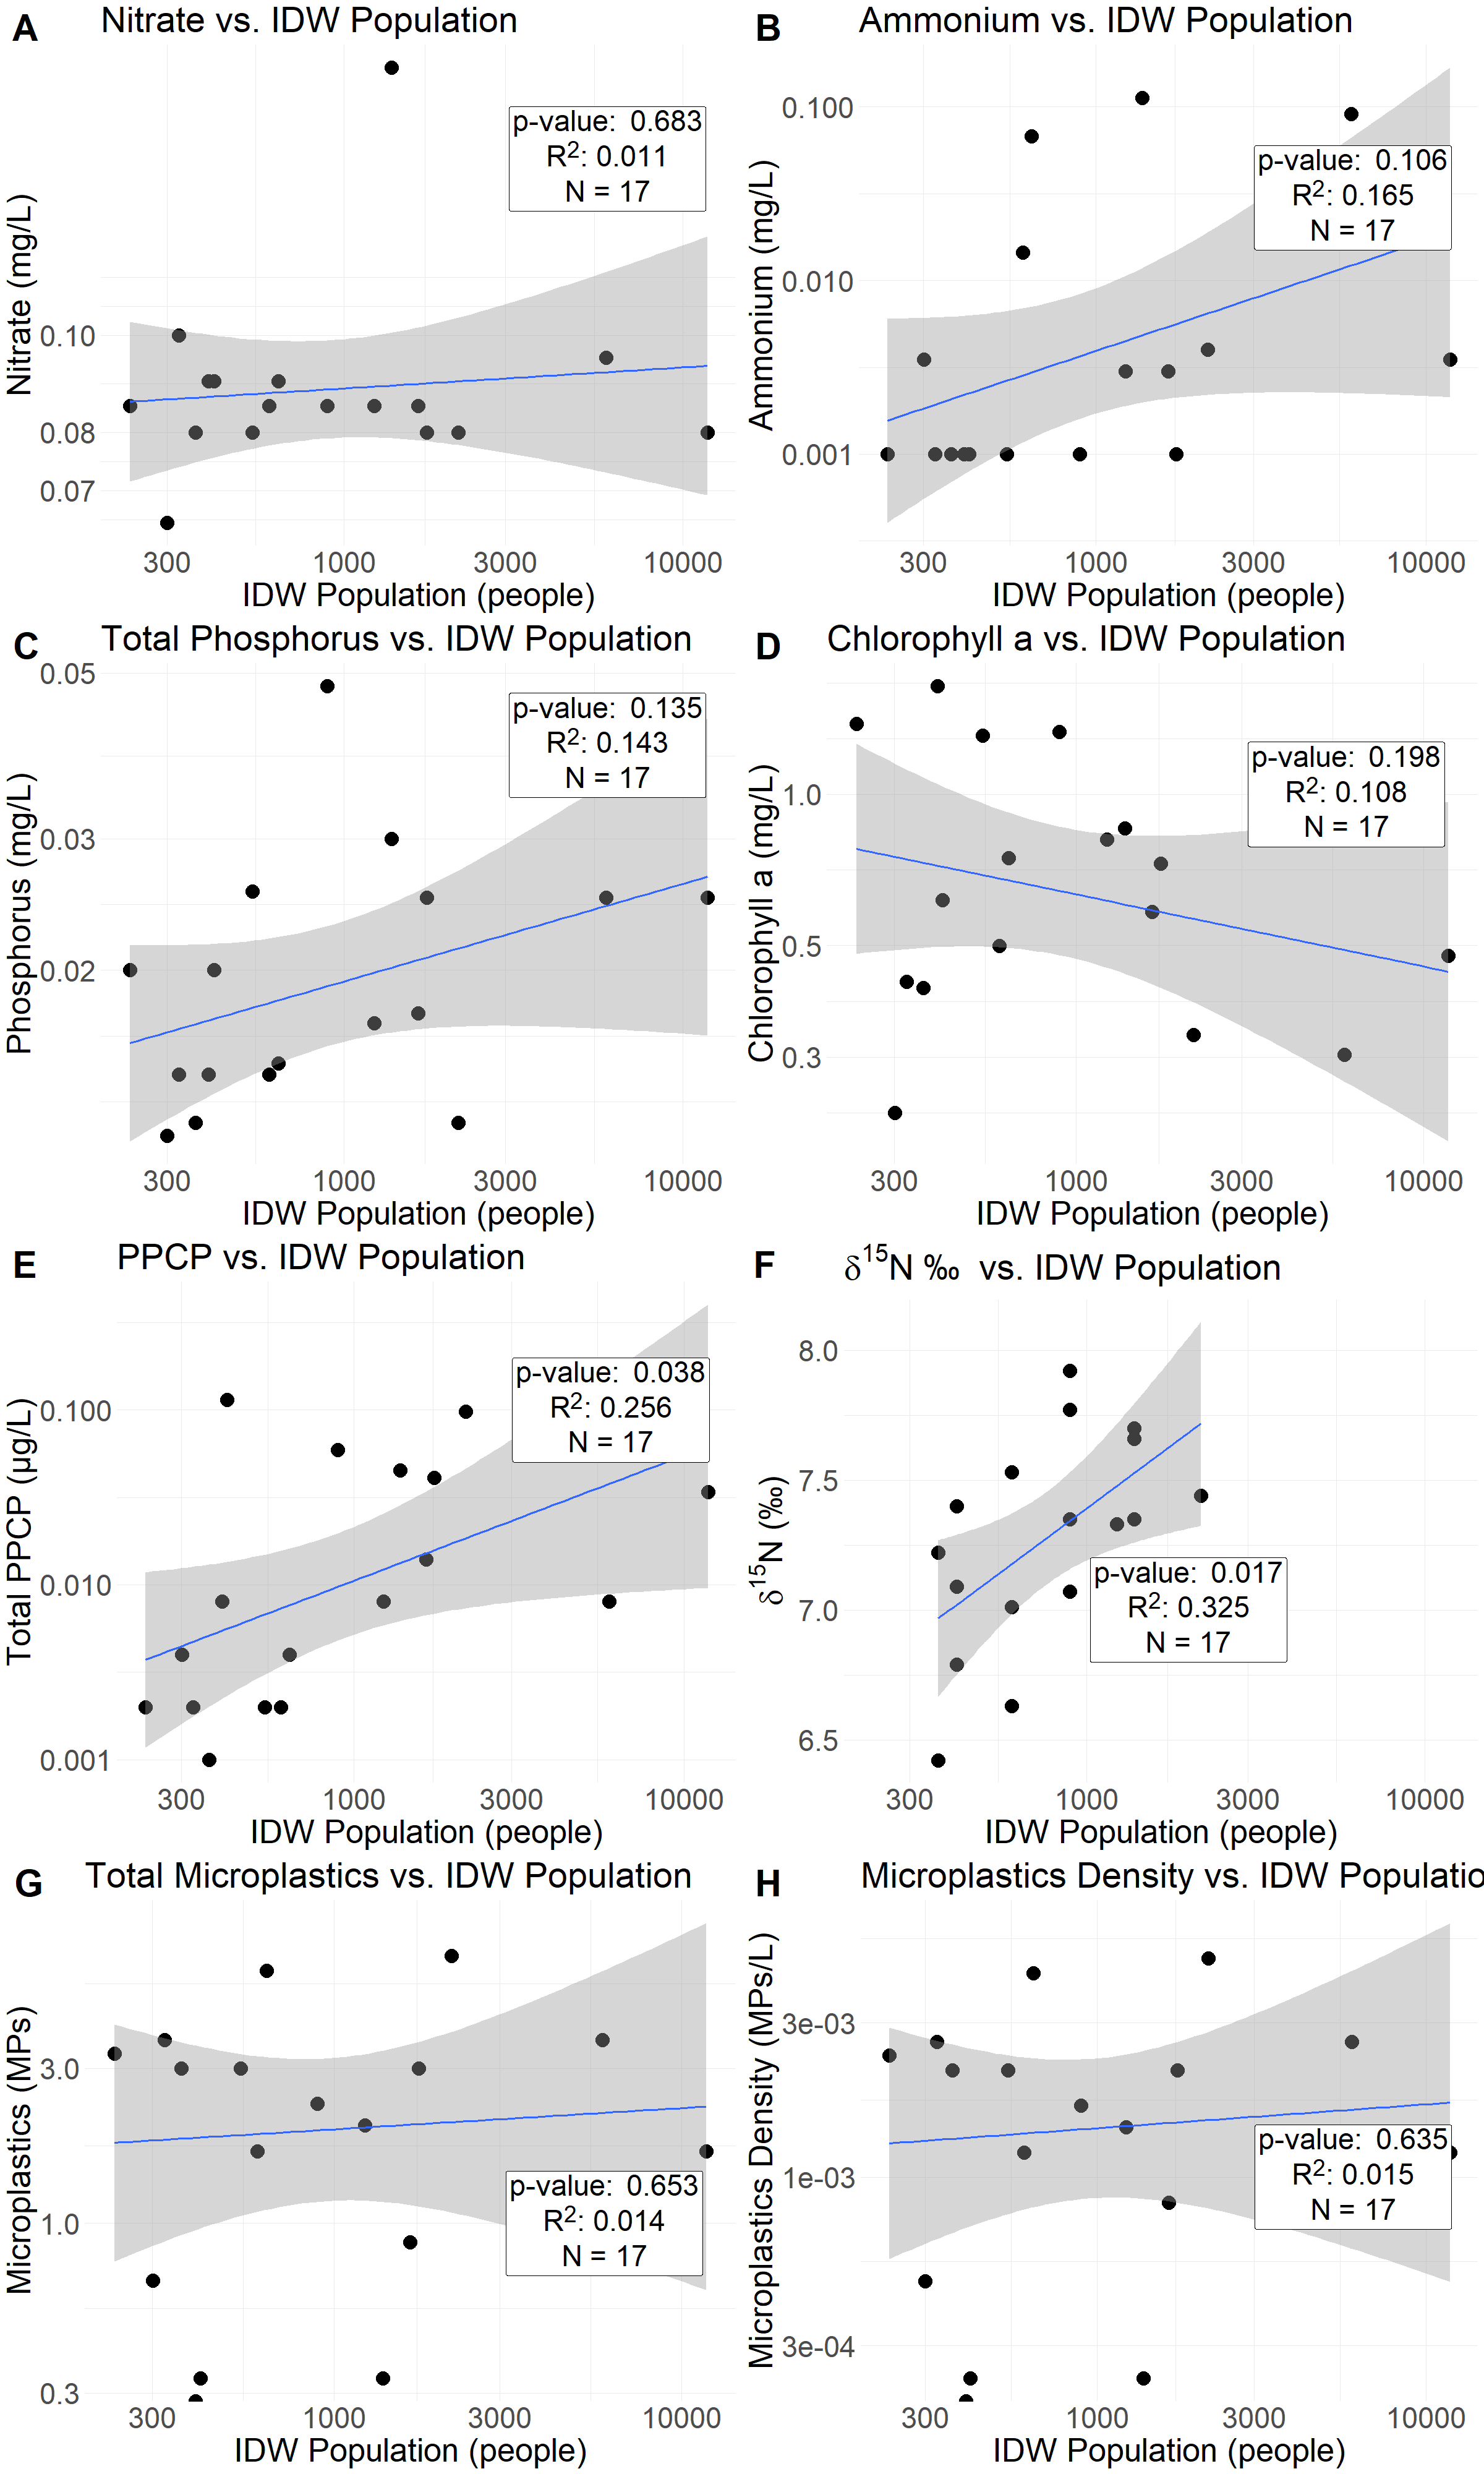 A Nitrate vs. IDW Population
Nitrate (mg/L)
0.10
0.08
0.07
p-value: 0.683
R²: 0.011
N = 17
300 1000 3000 10000
IDW Population (people)
B Ammonium vs. IDW Population
Ammonium (mg/L)
0.100
0.010
0.001
p-value: 0.106
R²: 0.165
N = 17
300 1000 3000 10000
IDW Population (people)
C Total Phosphorus vs. IDW Population
Phosphorus (mg/L)
0.05
0.03
0.02
p-value: 0.135
R²: 0.143
N = 17
300 1000 3000 10000
IDW Population (people)
D Chlorophyll a vs. IDW Population
Chlorophyll a (mg/L)
1.0
0.5
0.3
p-value: 0.198
R²: 0.108
N = 17
300 1000 3000 10000
IDW Population (people)
E PPCP vs. IDW Population
Total PPCP (µg/L)
0.100
0.010
0.001
p-value: 0.038
R²: 0.256
N = 17
300 1000 3000 10000
IDW Population (people)
F δ¹⁵N ‰ vs. IDW Population
δ¹⁵N (‰)
8.0
7.5
7.0
6.5
p-value: 0.017
R²: 0.325
N = 17
300 1000 3000 10000
IDW Population (people)
G Total Microplastics vs. IDW Population
Microplastics (MPs)
3.0
1.0
0.3
p-value: 0.653
R²: 0.014
N = 17
300 1000 3000 10000
IDW Population (people)
H Microplastics Density vs. IDW Populatio
Microplastics Density (MPs/L)
3e-03
1e-03
3e-04
p-value: 0.635
R²: 0.015
N = 17
300 1000 3000 10000
IDW Population (people)